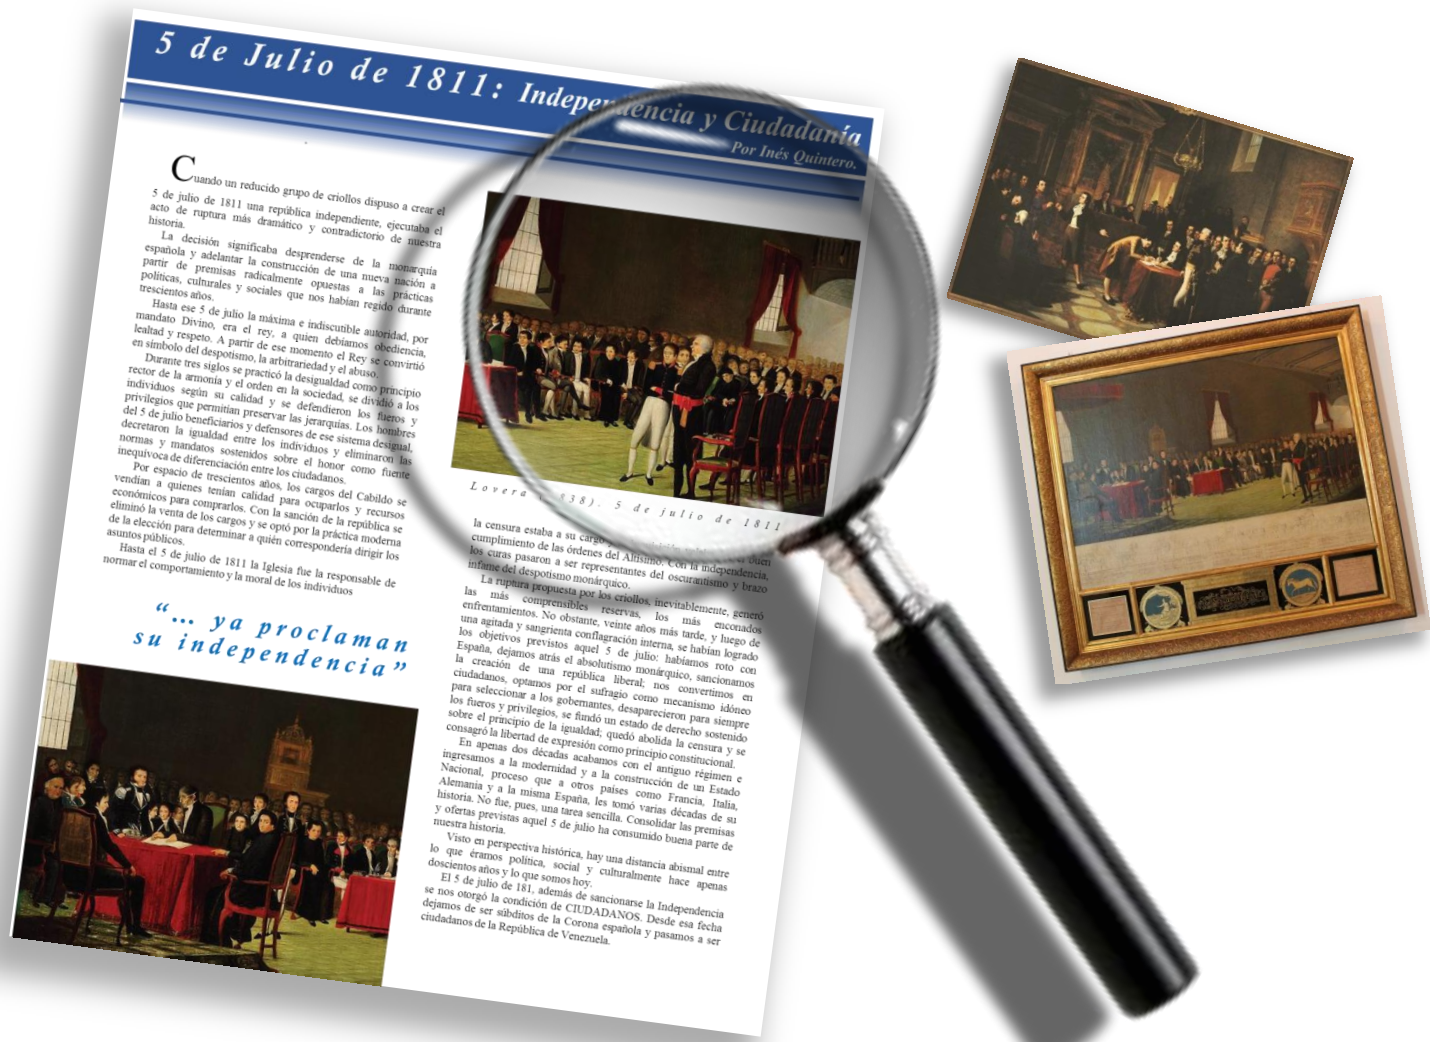 5 de Julio de 1811: Independencia y Ciudadanía
Por Inés Quintero,
Cuando un reducido grupo de criollos dispuso a crear el
5 de julio de 1811 una república independiente, ejecutaba el
acto de ruptura más dramático y contradictorio de nuestra
historia.
La decisión significaba desprenderse de la monarquía
española y adelantar la construcción de una nueva nación a
partir de premisas radicalmente opuestas a las prácticas
políticas, culturales y sociales que nos habían regido durante
trescientos años.
Hasta ese 5 de julio la máxima e indiscutible autoridad, por
mandato Divino, era el rey, a quien debíamos obediencia,
lealtad y respeto. A partir de ese momento el Rey se convirtió
en símbolo del despotismo, la arbitrariedad y el abuso.
Durante tres siglos se practicó la desigualdad como principio
rector de la armonía y el orden en la sociedad, se dividió a los
individuos según su calidad y se defendieron los fueros y
privilegios que permitían preservar las jerarquías. Los hombres
del 5 de julio beneficiarios y defensores de ese sistema desigual,
decretaron la igualdad entre los individuos y eliminaron las
normas y mandatos sostenidos sobre el honor como fuente
inequívoca de diferenciación entre los ciudadanos.
Por espacio de trescientos años, los cargos del Cabildo se
vendían a quienes tenían calidad para ocuparlos y recursos
económicos para comprarlos. Con la sanción de la república se
eliminó la venta de los cargos y se optó por la práctica moderna
de la elección para determinar a quién correspondería dirigir los
asuntos públicos.
Hasta el 5 de julio de 1811 la Iglesia fue la responsable de
normar el comportamiento y la moral de los individuos
“... ya proclaman
su independencia”
Lovera (1838). 5 de julio de 1811
la censura estaba a su cargo buen
cumplimiento de las órdenes del Altísimo. Con la independencia,
los curas pasaron a ser representantes del oscurantismo y brazo
infame del despotismo monárquico.
La ruptura propuesta por los criollos, inevitablemente, generó
las más comprensibles reservas, los más enconados
enfrentamientos. No obstante, veinte años más tarde, y luego de
una agitada y sangrienta conflagración interna, se habían logrado
los objetivos previstos aquel 5 de julio: habíamos roto con
España, dejamos atrás el absolutismo monárquico, sancionamos
la creación de una república liberal; nos convertimos en
ciudadanos, optamos por el sufragio como mecanismo idóneo
para seleccionar a los gobernantes, desaparecieron para siempre
los fueros y privilegios, se fundó un estado de derecho sostenido
sobre el principio de la igualdad; quedó abolida la censura y se
consagró la libertad de expresión como principio constitucional.
En apenas dos décadas acabamos con el antiguo régimen e
ingresamos a la modernidad y a la construcción de un Estado
Nacional, proceso que a otros países como Francia, Italia,
Alemania y a la misma España, les tomó varias décadas de su
historia. No fue, pues, una tarea sencilla. Consolidar las premisas
y ofertas previstas aquel 5 de julio ha consumido buena parte de
nuestra historia.
Visto en perspectiva histórica, hay una distancia abismal entre
lo que éramos política, social y culturalmente hace apenas
doscientos años y lo que somos hoy.
El 5 de julio de 181, además de sancionarse la Independencia
se nos otorgó la condición de CIUDADANOS. Desde esa fecha
dejamos de ser súbditos de la Corona española y pasamos a ser
ciudadanos de la República de Venezuela.